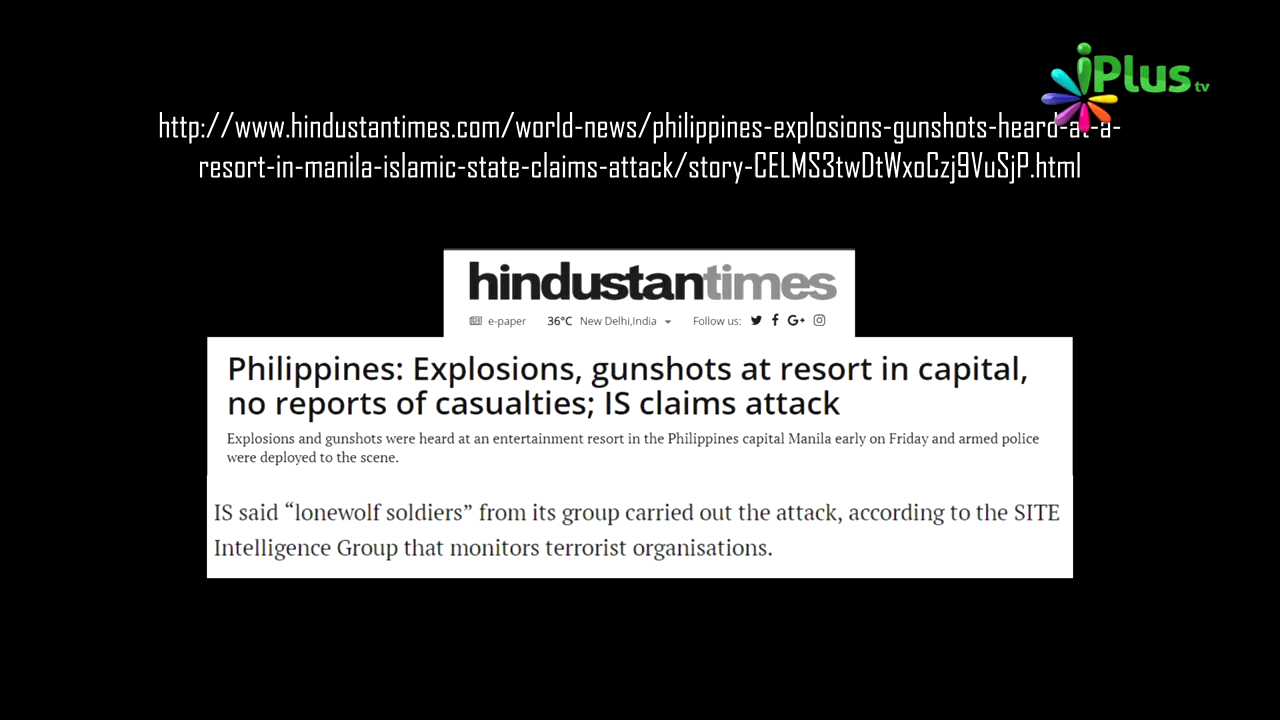 iPlus tv
http://www.hindustantimes.com/world-news/philippines-explosions-gunshots-heard-at-a-
resort-in-manila-islamic-state-claims-attack/story-CELMS3twDtWxoCzj9VuSjP.html
hindustantimes
e-paper 36°C New Delhi,India Follow us:
Philippines: Explosions, gunshots at resort in capital,
no reports of casualties; IS claims attack
Explosions and gunshots were heard at an entertainment resort in the Philippines capital Manila early on Friday and armed police
were deployed to the scene.
IS said “lonewolf soldiers” from its group carried out the attack, according to the SITE
Intelligence Group that monitors terrorist organisations.